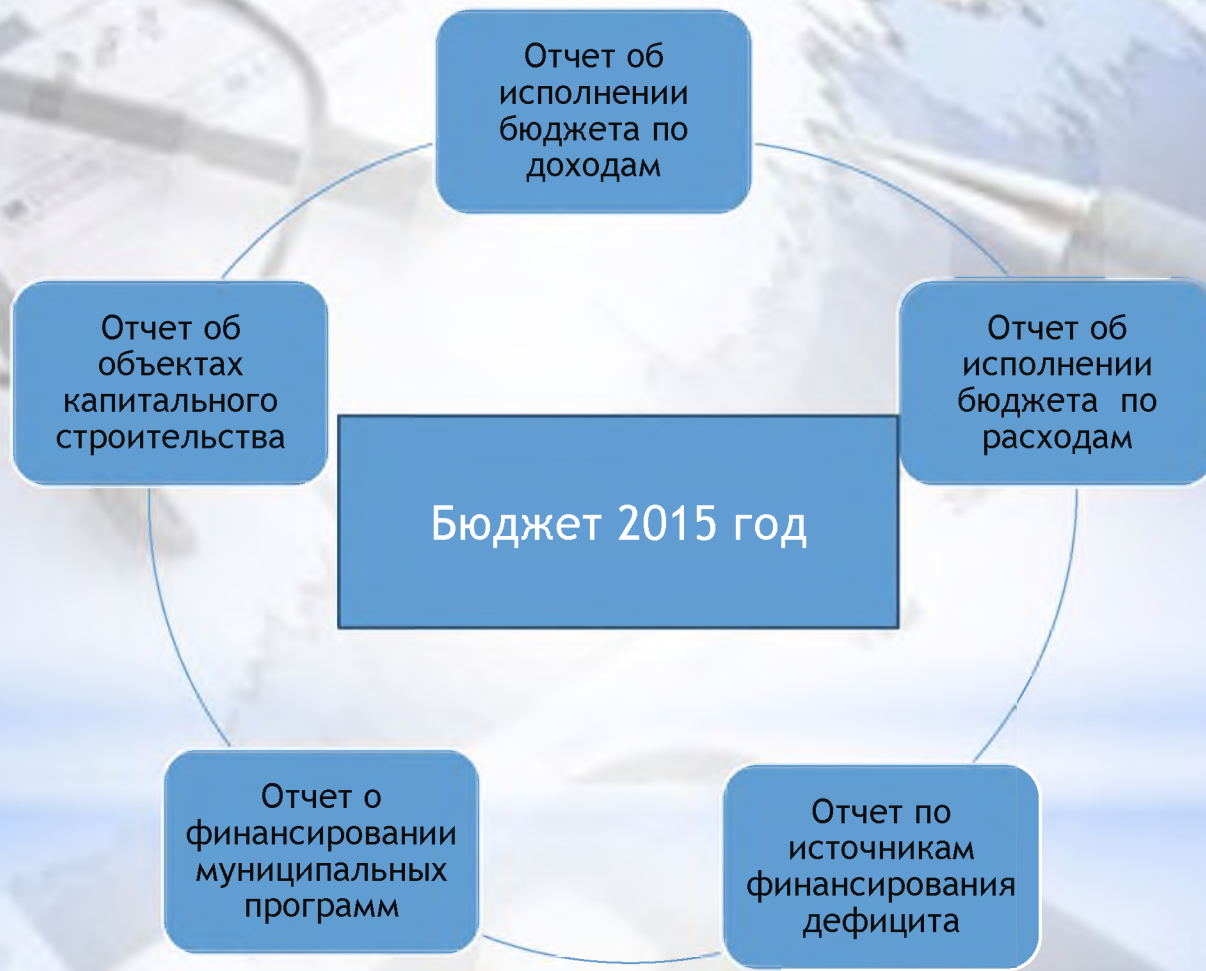 Отчет об
исполнении
бюджета по
доходам
Отчет об
объектах
капитального
строительства
Отчет об
исполнении
бюджета по
расходам
Бюджет 2015 год
Отчет о
финансировании
муниципальных
программ
Отчет по
источникам
финансирования
дефицита